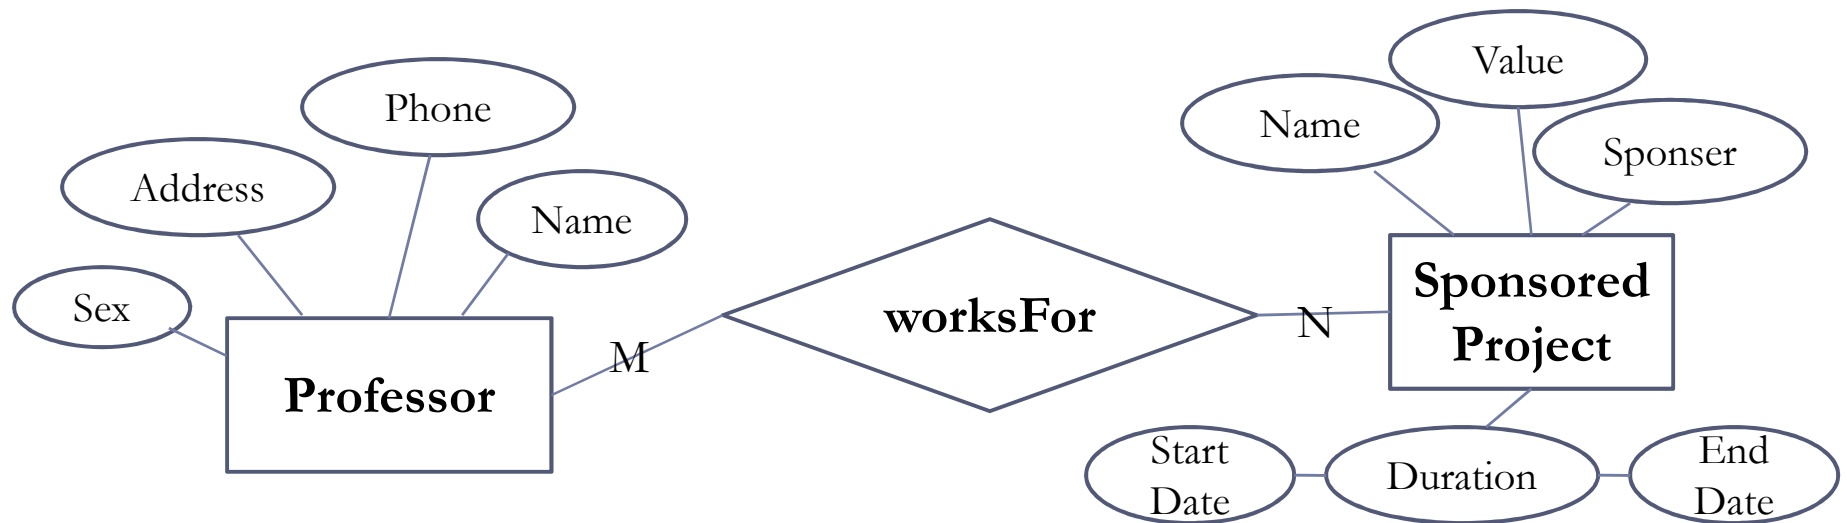 Value
Phone
Name
Sponser
Address
Name
Sex
Sponsored
Project
worksFor
N
M
Professor
Start
Date
Duration
End
Date